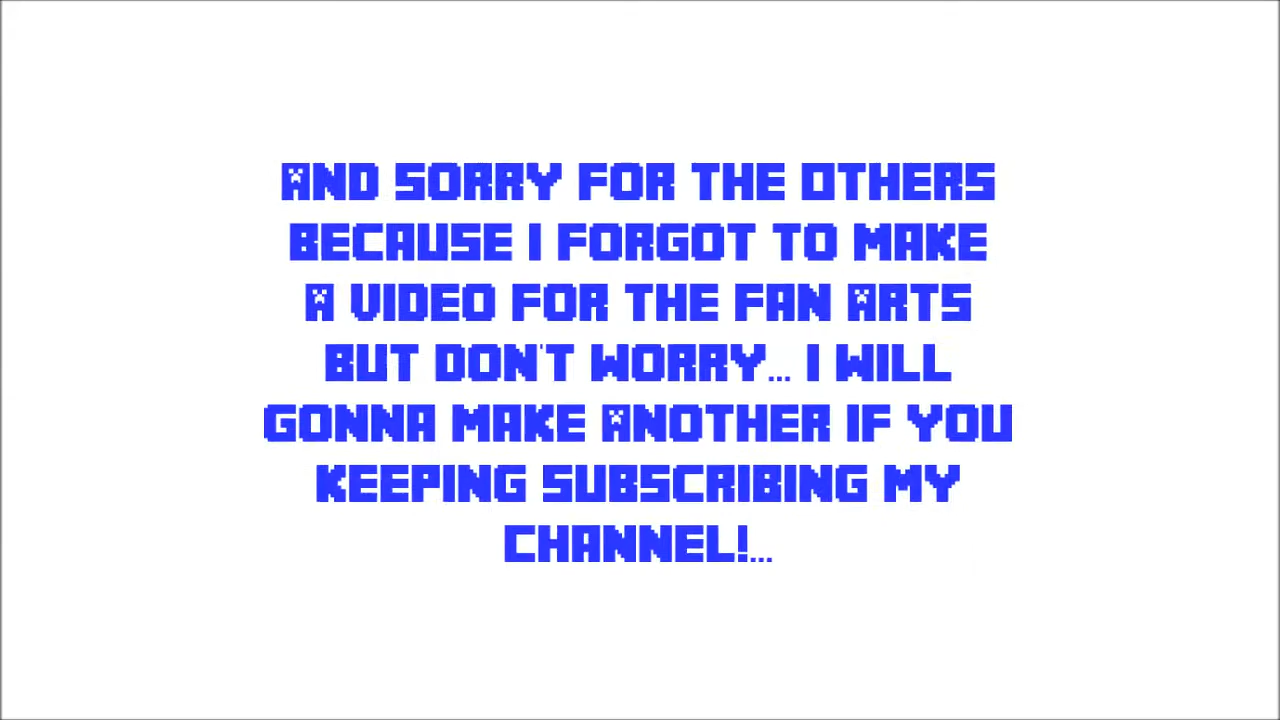 AND SORRY FOR THE OTHERS
BECAUSE I FORGOT TO MAKE
A VIDEO FOR THE FAN ARTS
BUT DON'T WORRY... I WILL
GONNA MAKE ANOTHER IF YOU
KEEPING SUBSCRIBING MY
CHANNEL!...